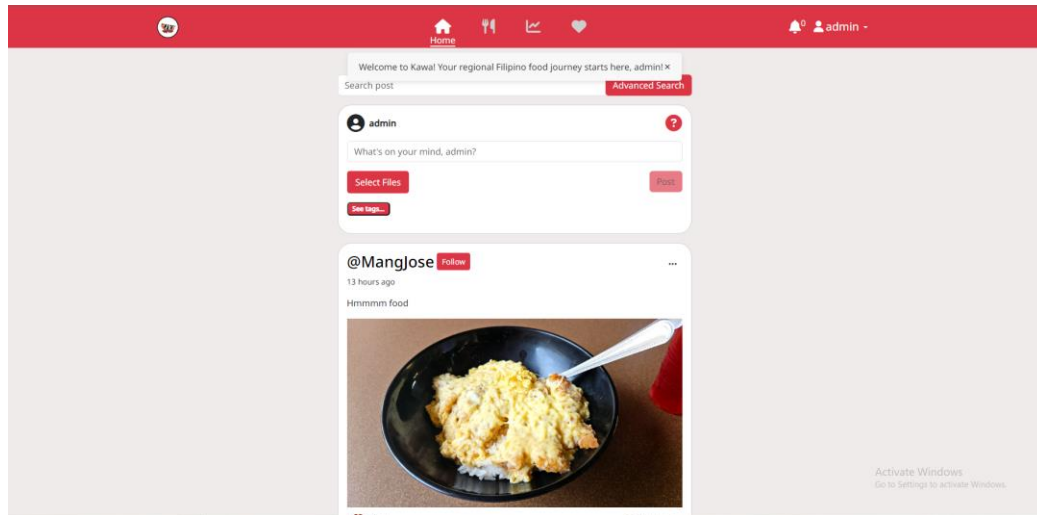 0
admin
Home
Welcome to Kawa! Your regional Filipino food journey starts here, admin! ×
Search post
Advanced Search
admin
?
What's on your mind, admin?
Select Files
Post
See tags...
@MangJose
Follow
...
13 hours ago
Hmmmm food
Activate Windows
Go to Settings to activate Windows.